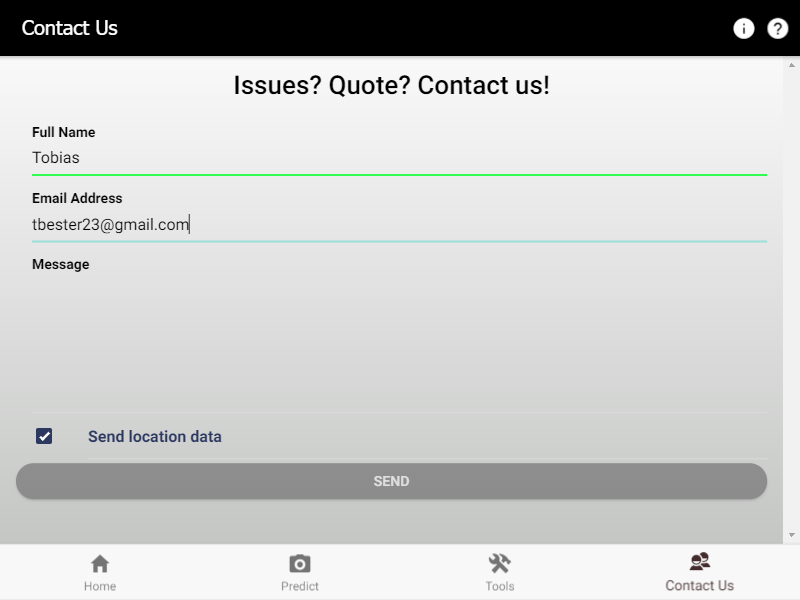 Contact Us
Issues? Quote? Contact us!
Full Name
Tobias
Email Address
tbester23@gmail.com
Message
Send location data
SEND
Home
Predict
Tools
Contact Us